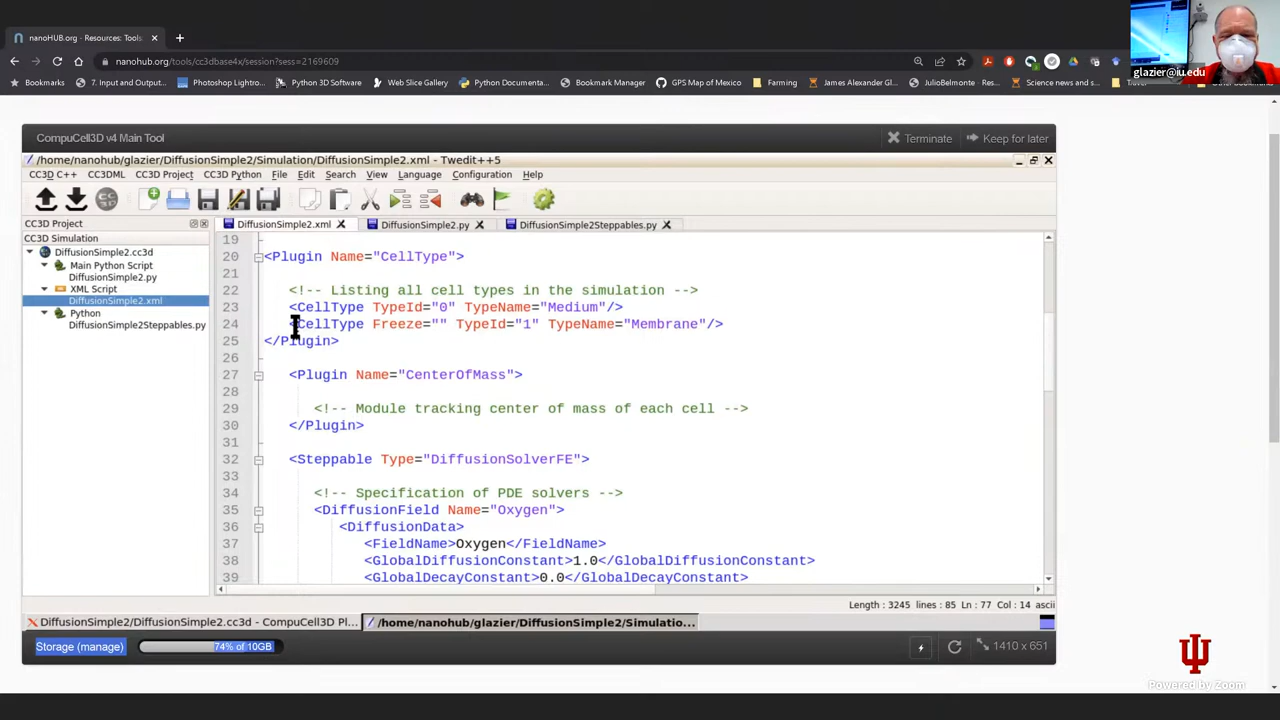 nanoHUB.org - Resources: Tools:
nanohub.org/tools/cc3dbase4x/session?sess=2169609
Bookmarks
7. Input and Output...
Photoshop Lightroo...
Python 3D Software
Web Slice Gallery
Python Documenta...
Bookmark Manager
GPS Map of Mexico
Farming
James Alexander Gl...
JulioBelmonte
Science news and s...
glazier@iu.edu
CompuCell3D v4 Main Tool
Terminate
Keep for later
/home/nanohub/glazier/DiffusionSimple2/Simulation/DiffusionSimple2.xml - Twedit++5
CC3D C++ CC3DML CC3D Project CC3D Python File Edit Search View Language Configuration Help
CC3D Project
CC3D Simulation
DiffusionSimple2.cc3d
Main Python Script
DiffusionSimple2.py
XML Script
DiffusionSimple2.xml
Python
DiffusionSimple2Steppables.py
DiffusionSimple2.xml DiffusionSimple2.py DiffusionSimple2Steppables.py
19
20 <Plugin Name="CellType">
21
22 <!-- Listing all cell types in the simulation -->
23 <CellType TypeId="0" TypeName="Medium"/>
24 <CellType Freeze="" TypeId="1" TypeName="Membrane"/>
25 </Plugin>
26
27 <Plugin Name="CenterOfMass">
28
29 <!-- Module tracking center of mass of each cell -->
30 </Plugin>
31
32 <Steppable Type="DiffusionSolverFE">
33
34 <!-- Specification of PDE solvers -->
35 <DiffusionField Name="Oxygen">
36 <DiffusionData>
37 <FieldName>Oxygen</FieldName>
38 <GlobalDiffusionConstant>1.0</GlobalDiffusionConstant>
39 <GlobalDecayConstant>0.0</GlobalDecayConstant>
Length : 3245 lines : 85 Ln : 77 Col : 14 ascii
DiffusionSimple2/DiffusionSimple2.cc3d - CompuCell3D Pl...
/home/nanohub/glazier/DiffusionSimple2/Simulatio...
Storage (manage)
74% of 10GB
1410 x 651
Powered by Zoom